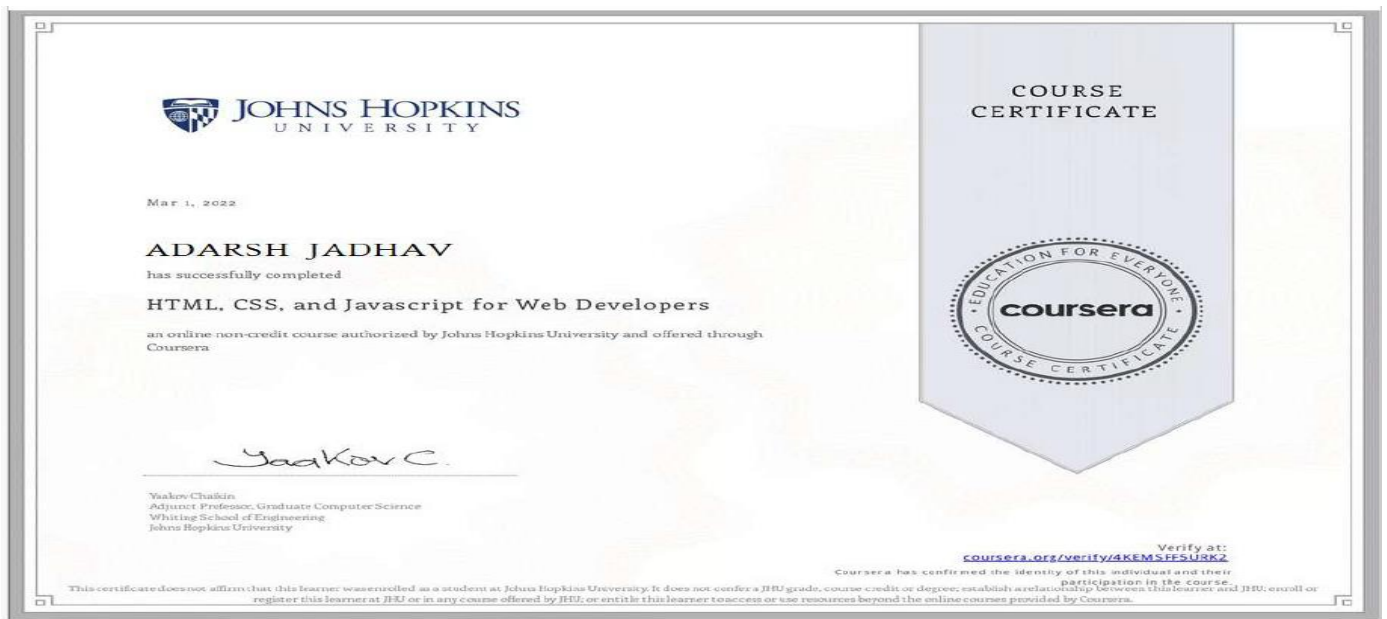 JOHNS HOPKINS
UNIVERSITY
COURSE
CERTIFICATE
Mar 1, 2022
ADARSH JADHAV
has successfully completed
HTML, CSS, and Javascript for Web Developers
an online non-credit course authorized by Johns Hopkins University and offered through
Coursera
EDUCATION FOR EVERYONE
coursera
COURSE CERTIFICATE
Yaakov C.
Yaakov Chaikin
Adjunct Professor, Graduate Computer Science
Whiting School of Engineering
Johns Hopkins University
Verify at:
coursera.org/verify/4KEMSFF5URK2
Coursera has confirmed the identity of this individual and their
participation in the course.
This certificate does not affirm that this learner was enrolled as a student at Johns Hopkins University. It does not confer a JHU grade, course credit or degree; establish a relationship between this learner and JHU; enroll or
register this learner at JHU or in any course offered by JHU; or entitle this learner to access or use resources beyond the online courses provided by Coursera.